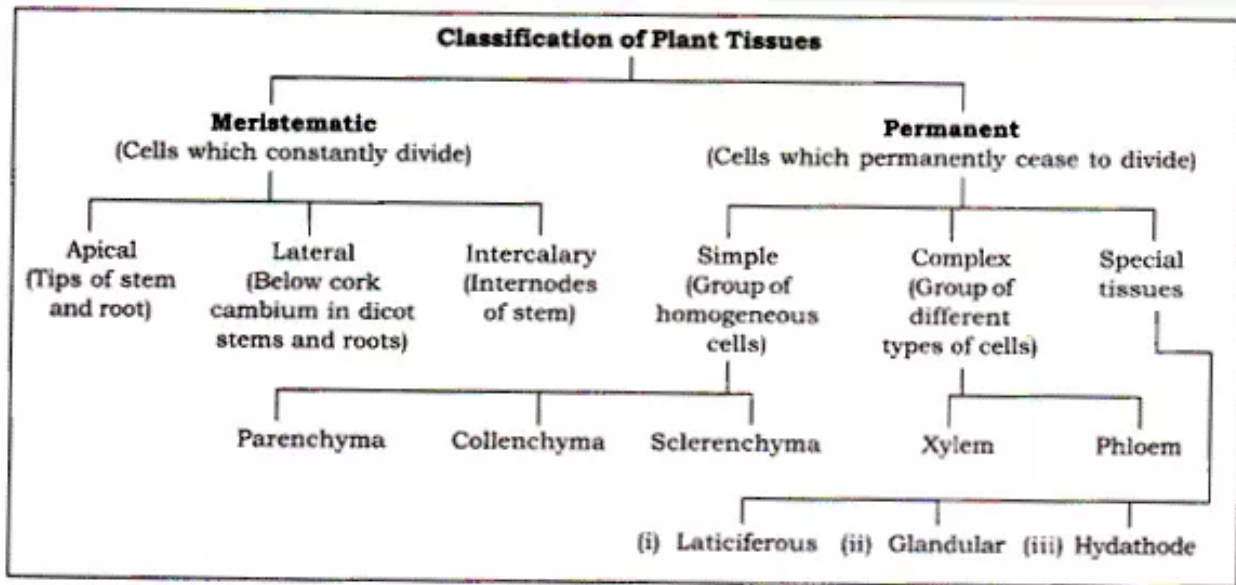 Classification of Plant Tissues
Meristematic
(Cells which constantly divide)
Permanent
(Cells which permanently cease to divide)
Apical
(Tips of stem
and root)
Lateral
(Below cork
cambium in dicot
stems and roots)
Intercalary
(Internodes
of stem)
Simple
(Group of
homogeneous
cells)
Complex
(Group of
different
types of cells)
Special
tissues
Parenchyma
Collenchyma
Sclerenchyma
Xylem
Phloem
(i) Laticiferous (ii) Glandular (iii) Hydathode